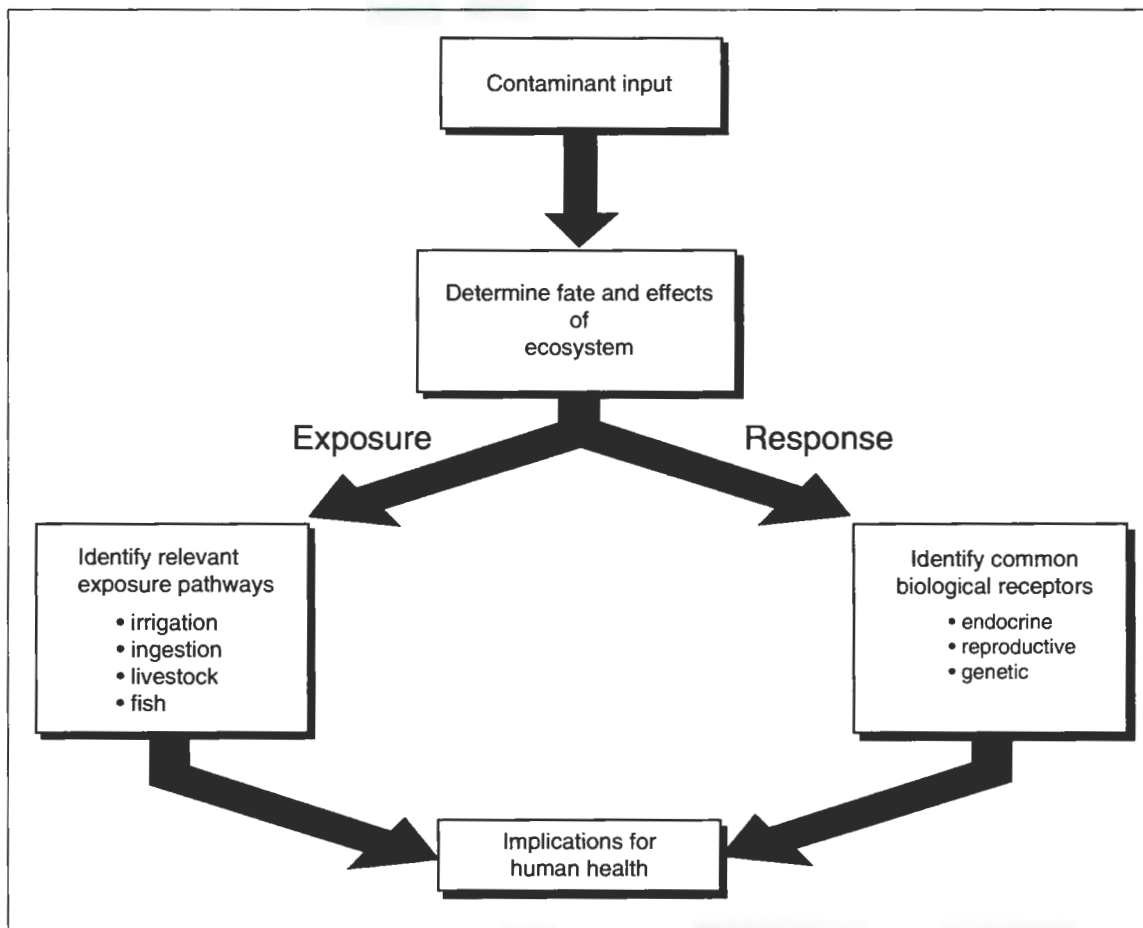 Contaminant input
Determine fate and effects
of
ecosystem
Exposure
Response
Identify relevant
exposure pathways
• irrigation
• ingestion
• livestock
• fish
Identify common
biological receptors
• endocrine
• reproductive
• genetic
Implications for
human health